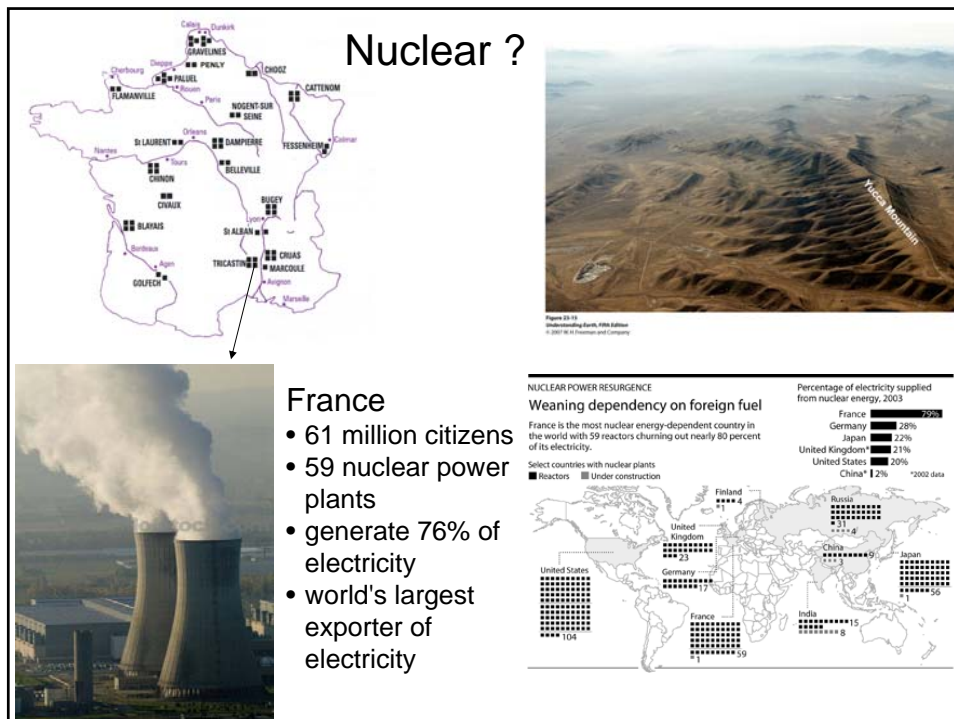 Nuclear ?
Calais
Dunkirk
GRAVELINES
Dieppe
PENLY
Cherbourg
PALUEL
Rouen
CHOOZ
FLAMANVILLE
CATTENOM
Paris
NOGENT-SUR
SEINE
Orleans
St LAURENT
DAMPIERRE
FESSENHEIM
Colmar
Nantes
Tours
BELLEVILLE
CHINON
CIVAUX
BUGEY
Lyon
BLAYAIS
St ALBAN
Bordeaux
CRUAS
TRICASTIN
MARCOULE
Agen
GOLFECH
Avignon
Marseille
Yucca Mountain
Figure 23-15
Understanding Earth, Fifth Edition
© 2007 W. H. Freeman and Company
France
• 61 million citizens
• 59 nuclear power
plants
• generate 76% of
electricity
• world's largest
exporter of
electricity
NUCLEAR POWER RESURGENCE
Weaning dependency on foreign fuel
France is the most nuclear energy-dependent country in
the world with 59 reactors churning out nearly 80 percent
of its electricity.
Select countries with nuclear plants
Reactors
Under construction
Percentage of electricity supplied
from nuclear energy, 2003
France 79%
Germany 28%
Japan 22%
United Kingdom* 21%
United States 20%
China* 2%
*2002 data
Finland
4
1
Russia
31
4
United
Kingdom
23
China
9
3
Japan
56
1
United States
104
Germany
17
France
59
1
India
15
8